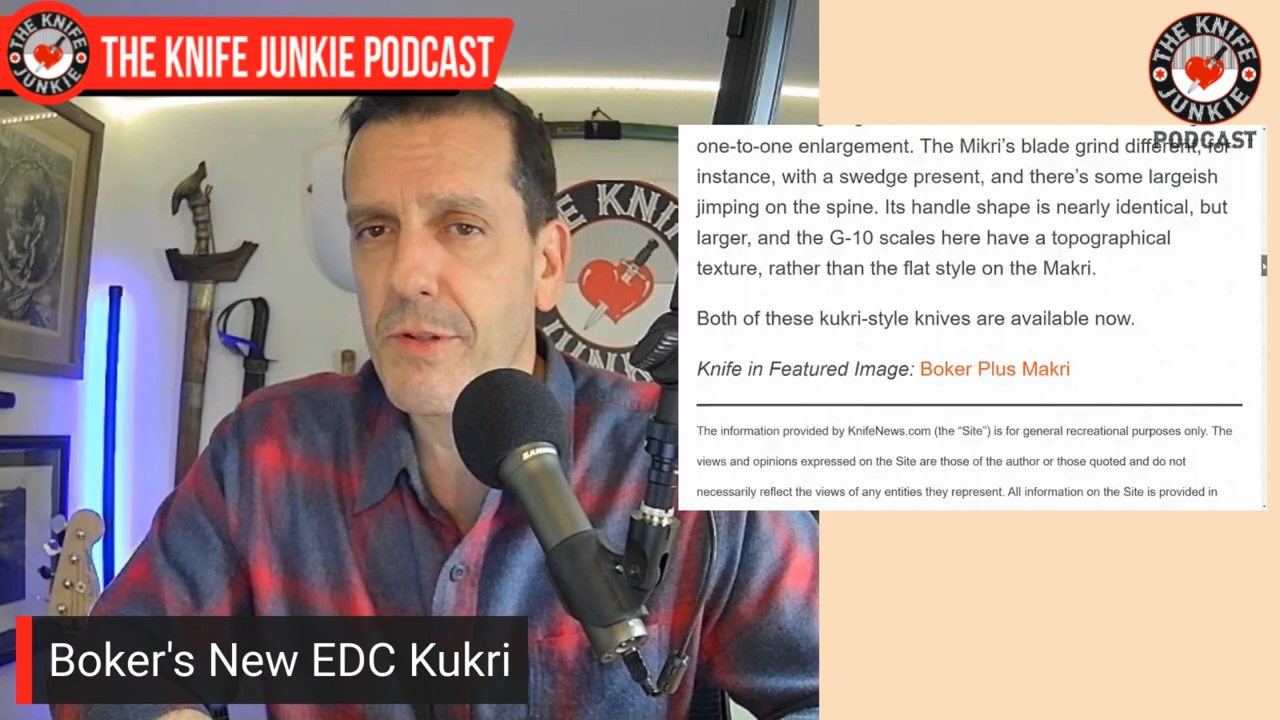 THE KNIFE JUNKIE
THE KNIFE JUNKIE PODCAST
THE KNIFE
JUNKIE
PODCAST
one-to-one enlargement. The Mikri’s blade grind different, for
instance, with a swedge present, and there’s some largeish
jimping on the spine. Its handle shape is nearly identical, but
larger, and the G-10 scales here have a topographical
texture, rather than the flat style on the Makri.
Both of these kukri-style knives are available now.
Knife in Featured Image: Boker Plus Makri
The information provided by KnifeNews.com (the “Site”) is for general recreational purposes only. The
views and opinions expressed on the Site are those of the author or those quoted and do not
necessarily reflect the views of any entities they represent. All information on the Site is provided in
SAMSON
Boker's New EDC Kukri